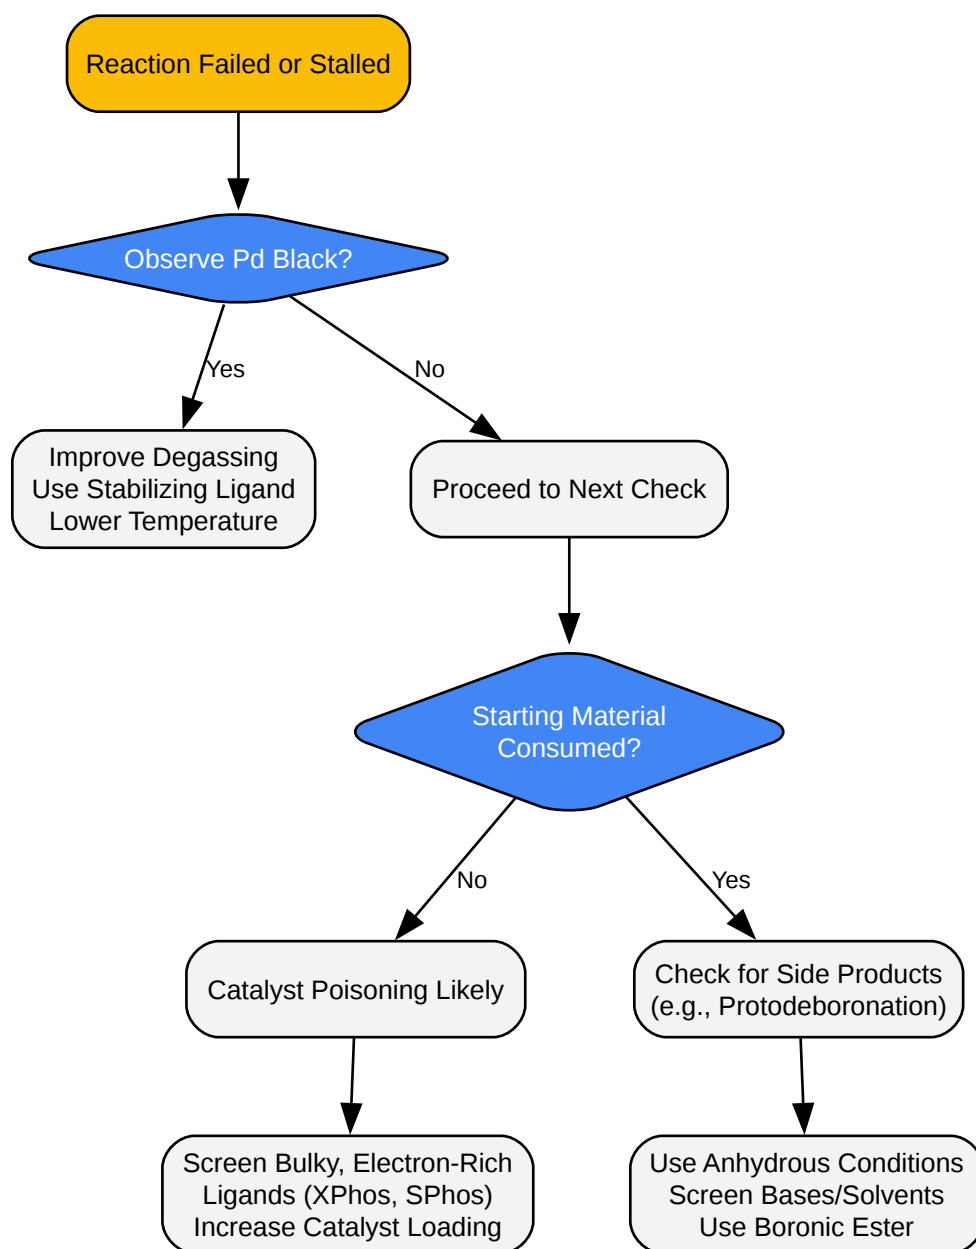 Reaction Failed or Stalled
Observe Pd Black?
Yes
No
Improve Degassing
Use Stabilizing Ligand
Lower Temperature
Proceed to Next Check
Starting Material
Consumed?
No
Yes
Catalyst Poisoning Likely
Check for Side Products
(e.g., Protodeboronation)
Screen Bulky, Electron-Rich
Ligands (XPhos, SPhos)
Increase Catalyst Loading
Use Anhydrous Conditions
Screen Bases/Solvents
Use Boronic Ester